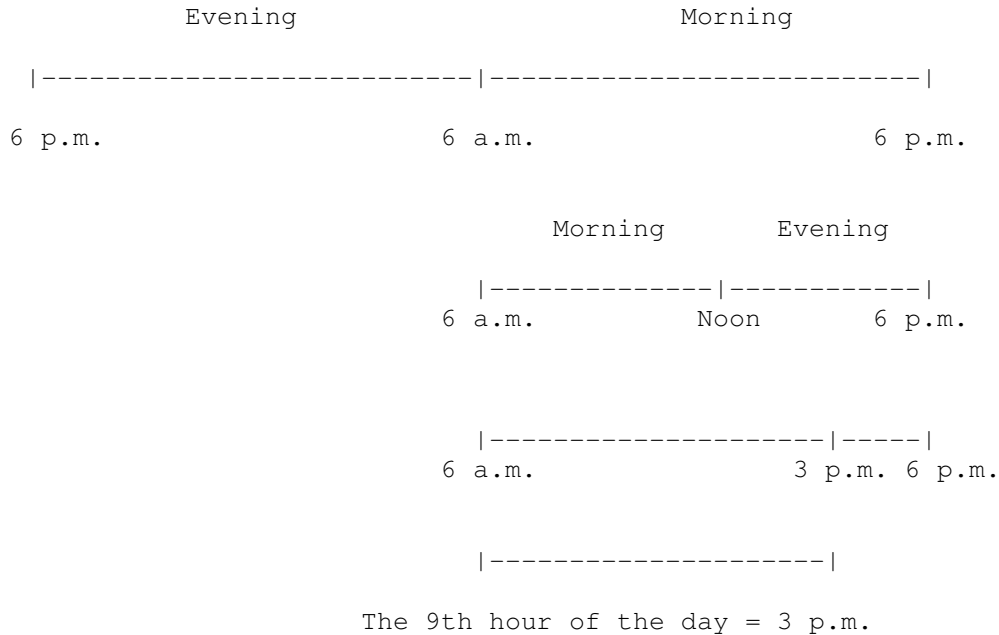 Evening Morning
|---------------------------|---------------------------|
6 p.m. 6 a.m. 6 p.m.
Morning Evening
|--------------|------------|
6 a.m. Noon 6 p.m.
|---------------------|-----|
6 a.m. 3 p.m. 6 p.m.
|---------------------|
The 9th hour of the day = 3 p.m.